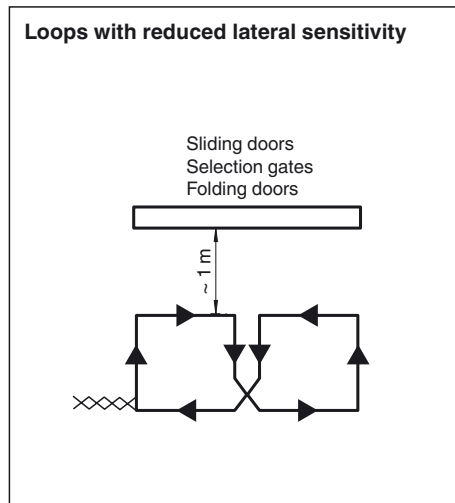 Loops with reduced lateral sensitivity
Sliding doors
Selection gates
Folding doors
~ 1 m